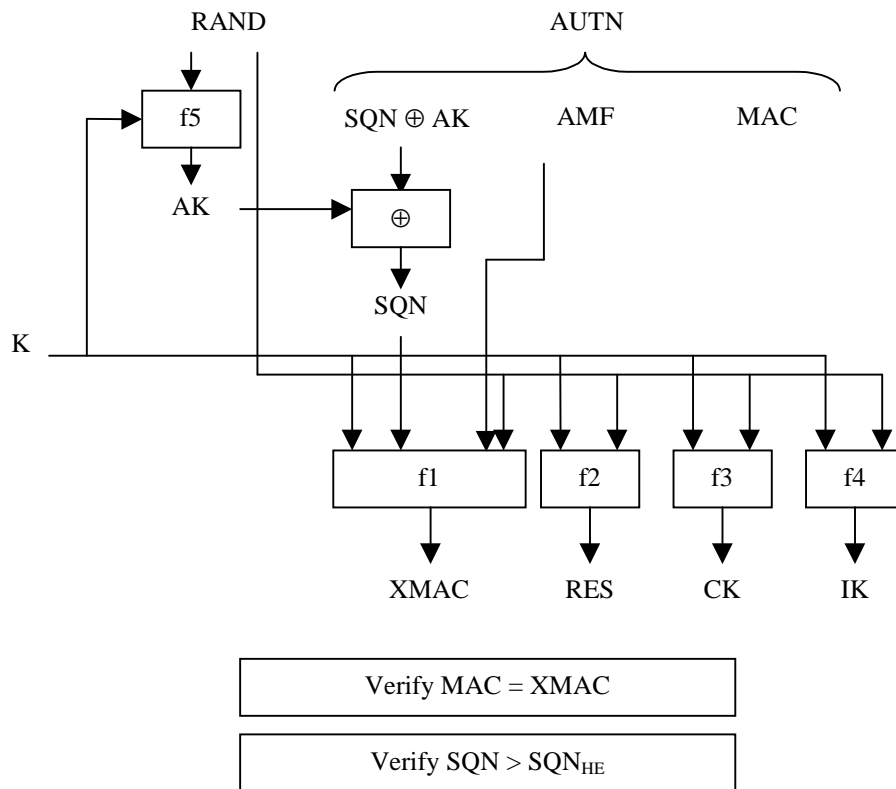 RAND AUTN
f5 SQN ⊕ AK AMF MAC
AK ⊕
SQN
K
f1 f2 f3 f4
XMAC RES CK IK
Verify MAC = XMAC
Verify SQN > SQN_HE